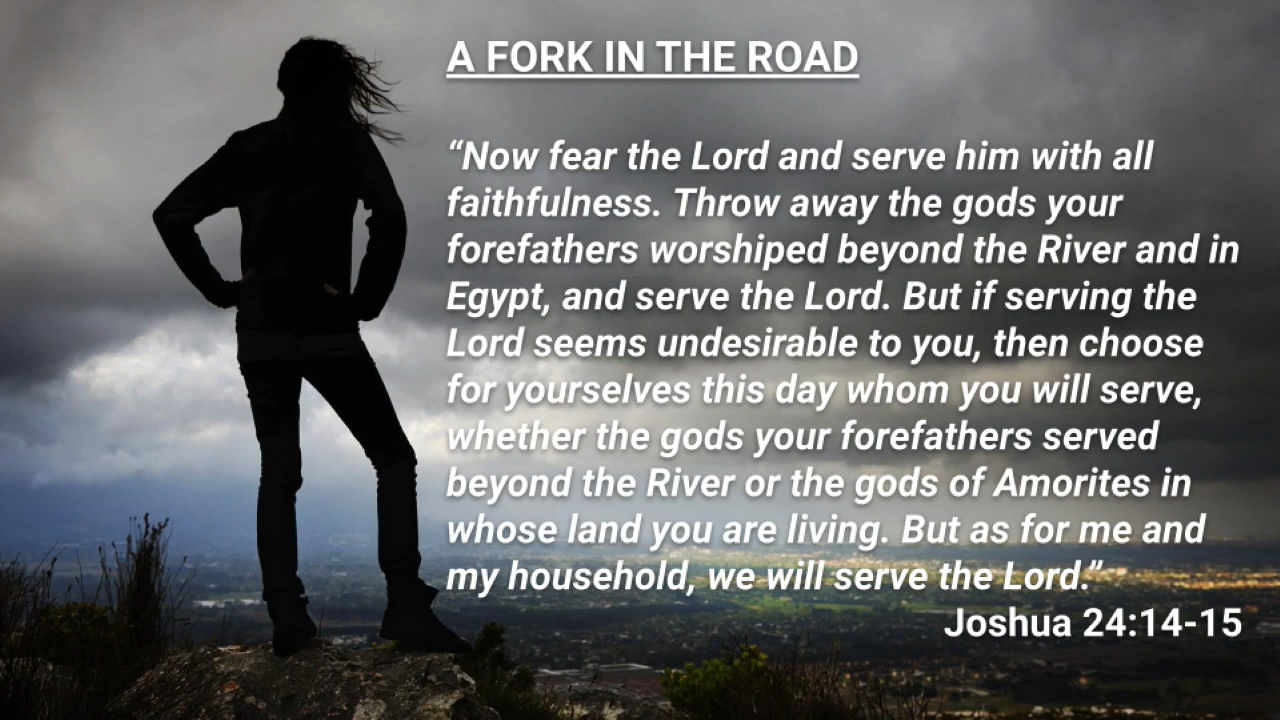 A FORK IN THE ROAD
“Now fear the Lord and serve him with all
faithfulness. Throw away the gods your
forefathers worshiped beyond the River and in
Egypt, and serve the Lord. But if serving the
Lord seems undesirable to you, then choose
for yourselves this day whom you will serve,
whether the gods your forefathers served
beyond the River or the gods of Amorites in
whose land you are living. But as for me and
my household, we will serve the Lord.”
Joshua 24:14-15